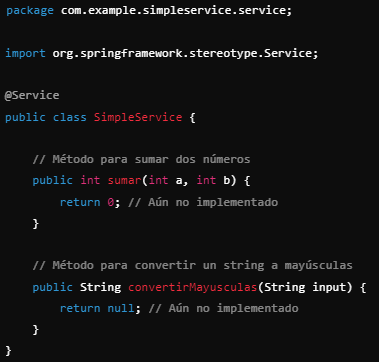 package com.example.simpleservice.service;
import org.springframework.stereotype.Service;
@Service
public class SimpleService {
// Método para sumar dos números
public int sumar(int a, int b) {
return 0; // Aún no implementado
}
// Método para convertir un string a mayúsculas
public String convertirMayusculas(String input) {
return null; // Aún no implementado
}
}